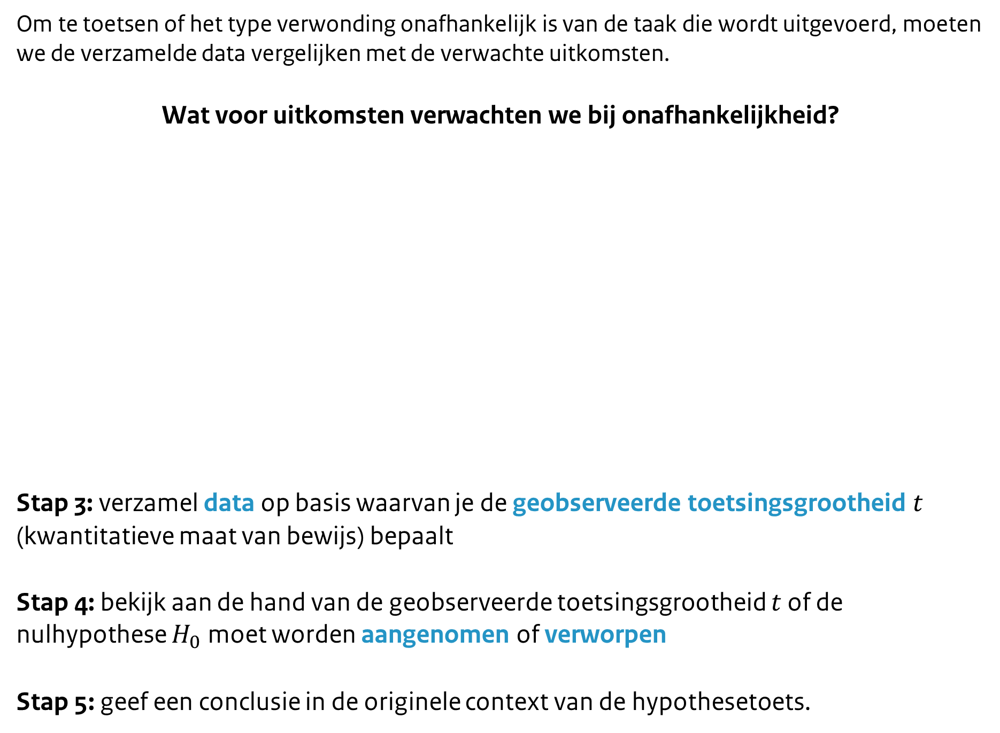 Om te toetsen of het type verwonding onafhankelijk is van de taak die wordt uitgevoerd, moeten
we de verzamelde data vergelijken met de verwachte uitkomsten.
Wat voor uitkomsten verwachten we bij onafhankelijkheid?
Stap 3: verzamel data op basis waarvan je de geobserveerde toetsingsgrootheid t
(kwantitatieve maat van bewijs) bepaalt
Stap 4: bekijk aan de hand van de geobserveerde toetsingsgrootheid t of de
nulhypothese H₀ moet worden aangenomen of verworpen
Stap 5: geef een conclusie in de originele context van de hypothesetoets.